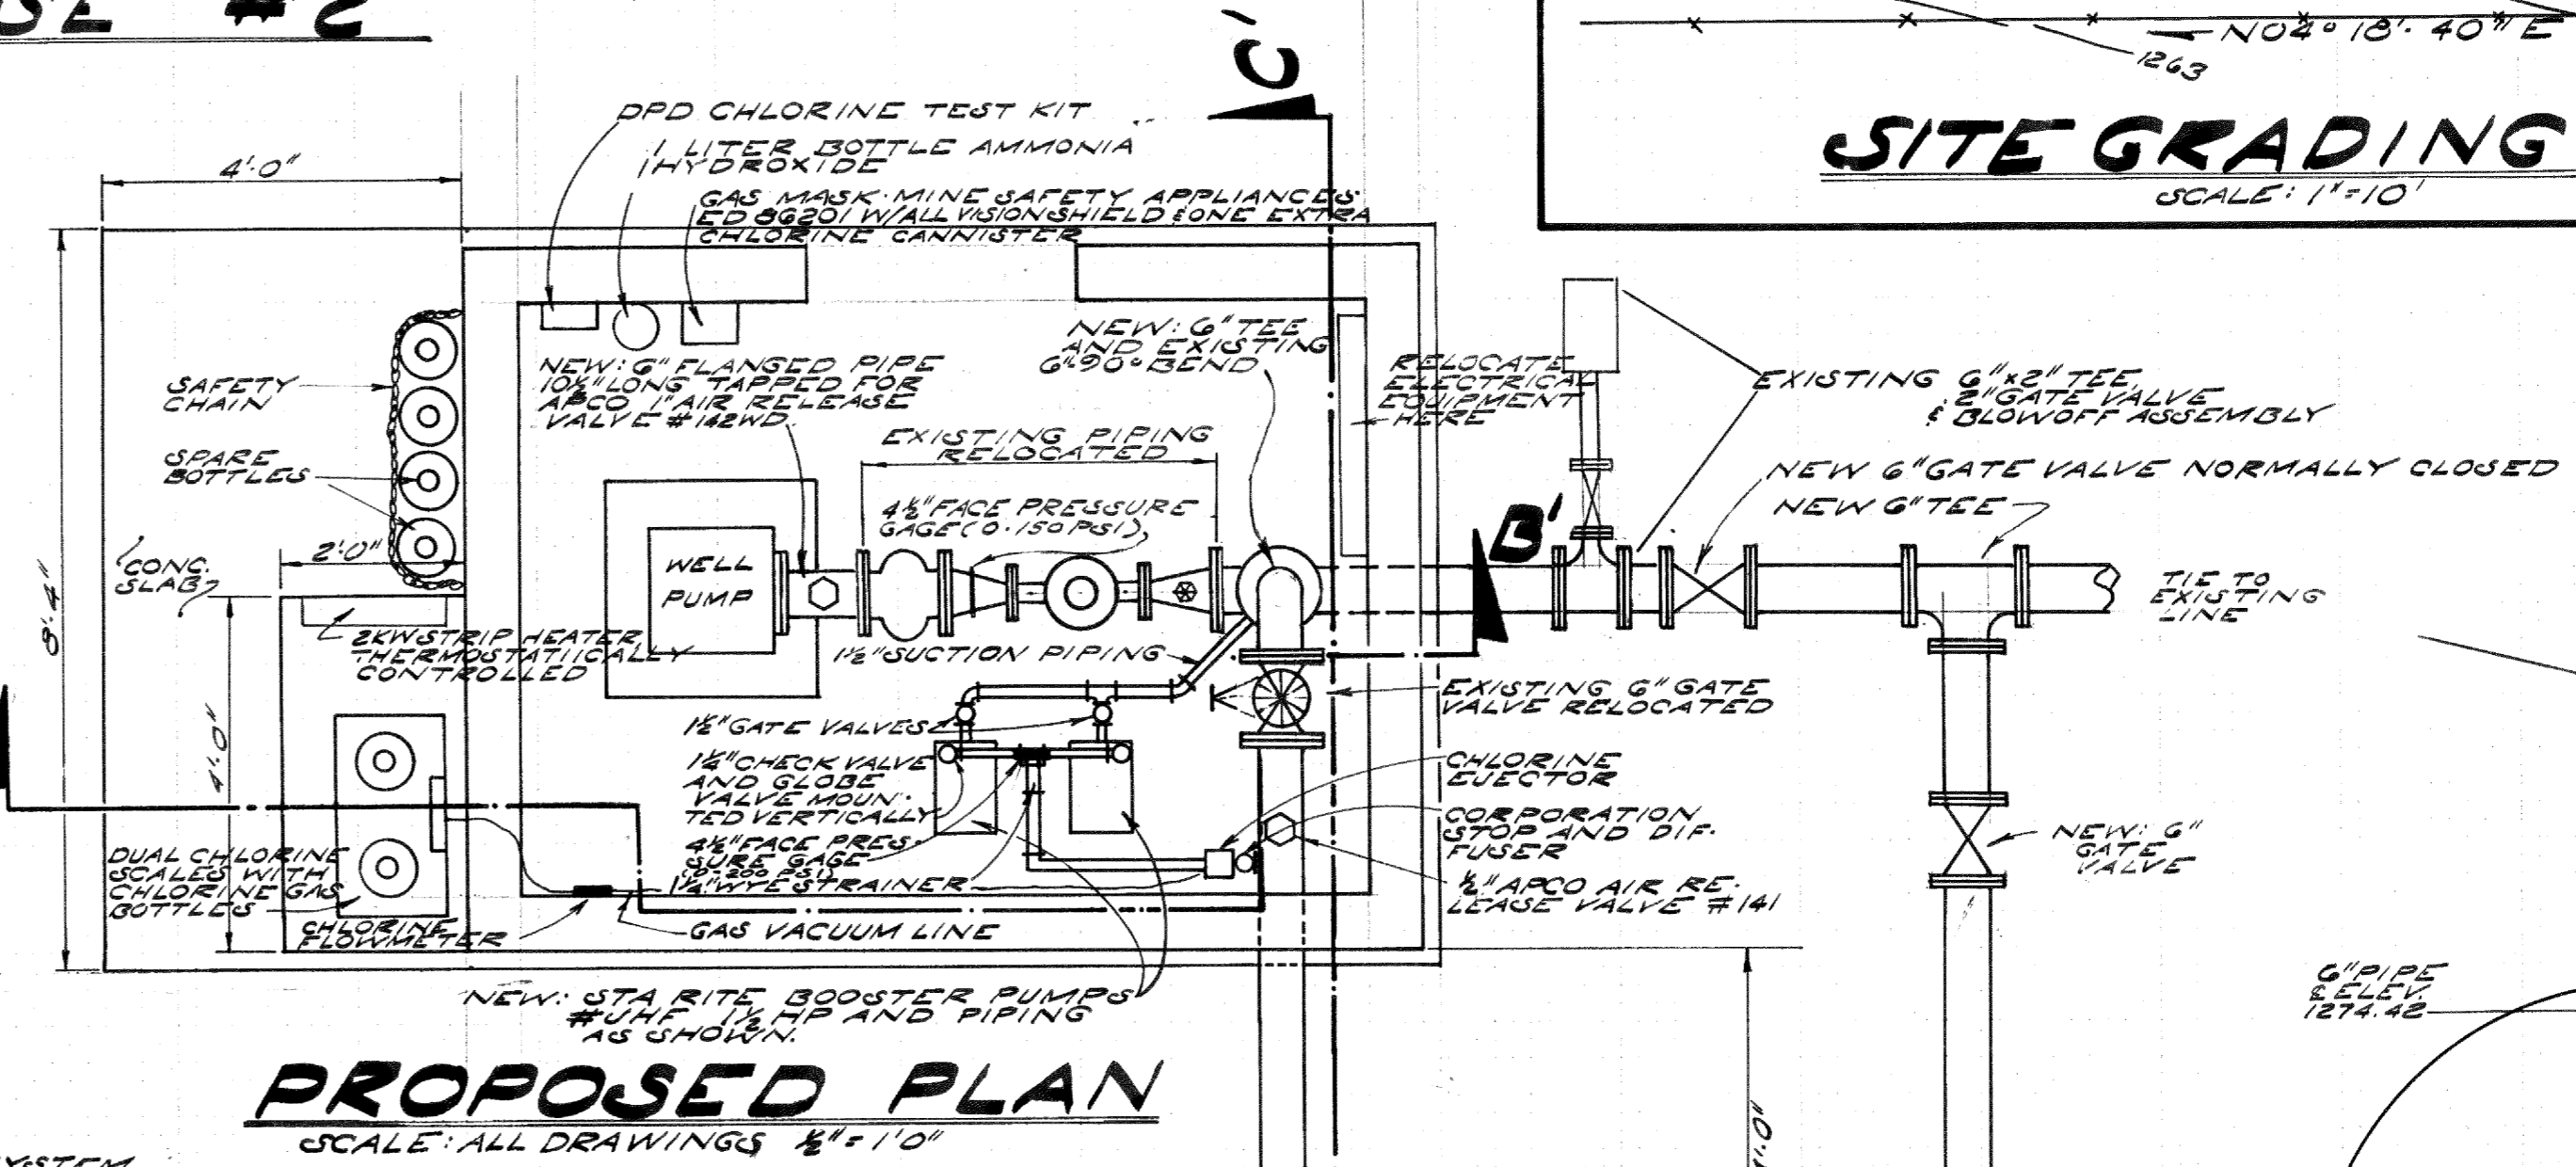 #2
C'
N04° 18'. 40" E
1263
SITE GRADING
SCALE: 1"=10'
DPD CHLORINE TEST KIT
1 LITER BOTTLE AMMONIA
HYDROXIDE
GAS MASK·MINE SAFETY APPLIANCES
ED 86201 W/ALL VISION SHIELD & ONE EXTRA
CHLORINE CANNISTER
4'·0"
8'·4"
SAFETY
CHAIN
SPARE
BOTTLES
CONC.
SLAB
2'·0"
4'·0"
NEW: 6" FLANGED PIPE
10½" LONG TAPPED FOR
APCO 1" AIR RELEASE
VALVE #142WD.
EXISTING PIPING
RELOCATED
4½" FACE PRESSURE
GAGE (0·150 PSI)
NEW: 6" TEE
AND EXISTING
6"·90° BEND
RELOCATE
ELECTRICAL
EQUIPMENT
HERE
EXISTING 6"x2" TEE,
2" GATE VALVE
& BLOWOFF ASSEMBLY
NEW 6" GATE VALVE NORMALLY CLOSED
NEW 6" TEE
B'
TIE TO
EXISTING
LINE
WELL
PUMP
2KW STRIP HEATER
THERMOSTATIICALLY
CONTROLLED
1½" SUCTION PIPING
1½" GATE VALVES
1¼" CHECK VALVE
AND GLOBE
VALVE MOUN·
TED VERTICALLY
4½" FACE PRES·
SURE GAGE
(0-200 PSI)
1¼" WYE STRAINER
EXISTING 6" GATE
VALVE RELOCATED
CHLORINE
EJECTOR
CORPORATION
STOP AND DIF·
FUSER
½" APCO AIR RE·
LEASE VALVE #141
NEW: 6"
GATE
VALVE
DUAL CHLORINE
SCALES WITH
CHLORINE GAS
BOTTLES
CHLORINE
FLOWMETER
GAS VACUUM LINE
NEW: STA RITE BOOSTER PUMPS
#JHF 1½ HP AND PIPING
AS SHOWN.
6" PIPE
℄ ELEV.
1274.42
PROPOSED PLAN
SCALE: ALL DRAWINGS ½" = 1'0"